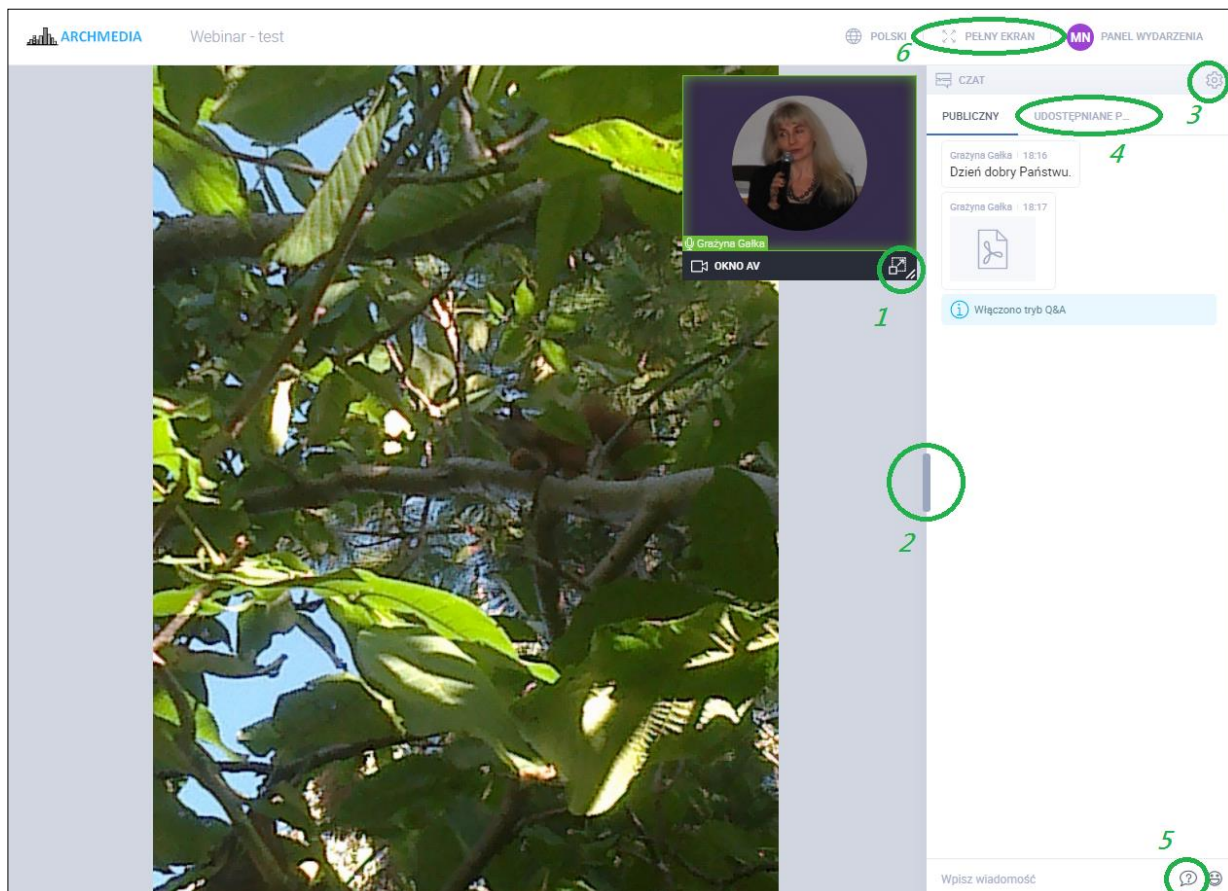 ARCHMEDIA
Webinar - test
POLSKI
PEŁNY EKRAN
MN
PANEL WYDARZENIA
6
CZAT
3
PUBLICZNY
UDOSTĘPNIANE P...
4
Grażyna Gałka 18:16
Dzień dobry Państwu.
Grażyna Gałka 18:17
Grażyna Gałka
OKNO AV
1
Włączono tryb Q&A
2
5
Wpisz wiadomość